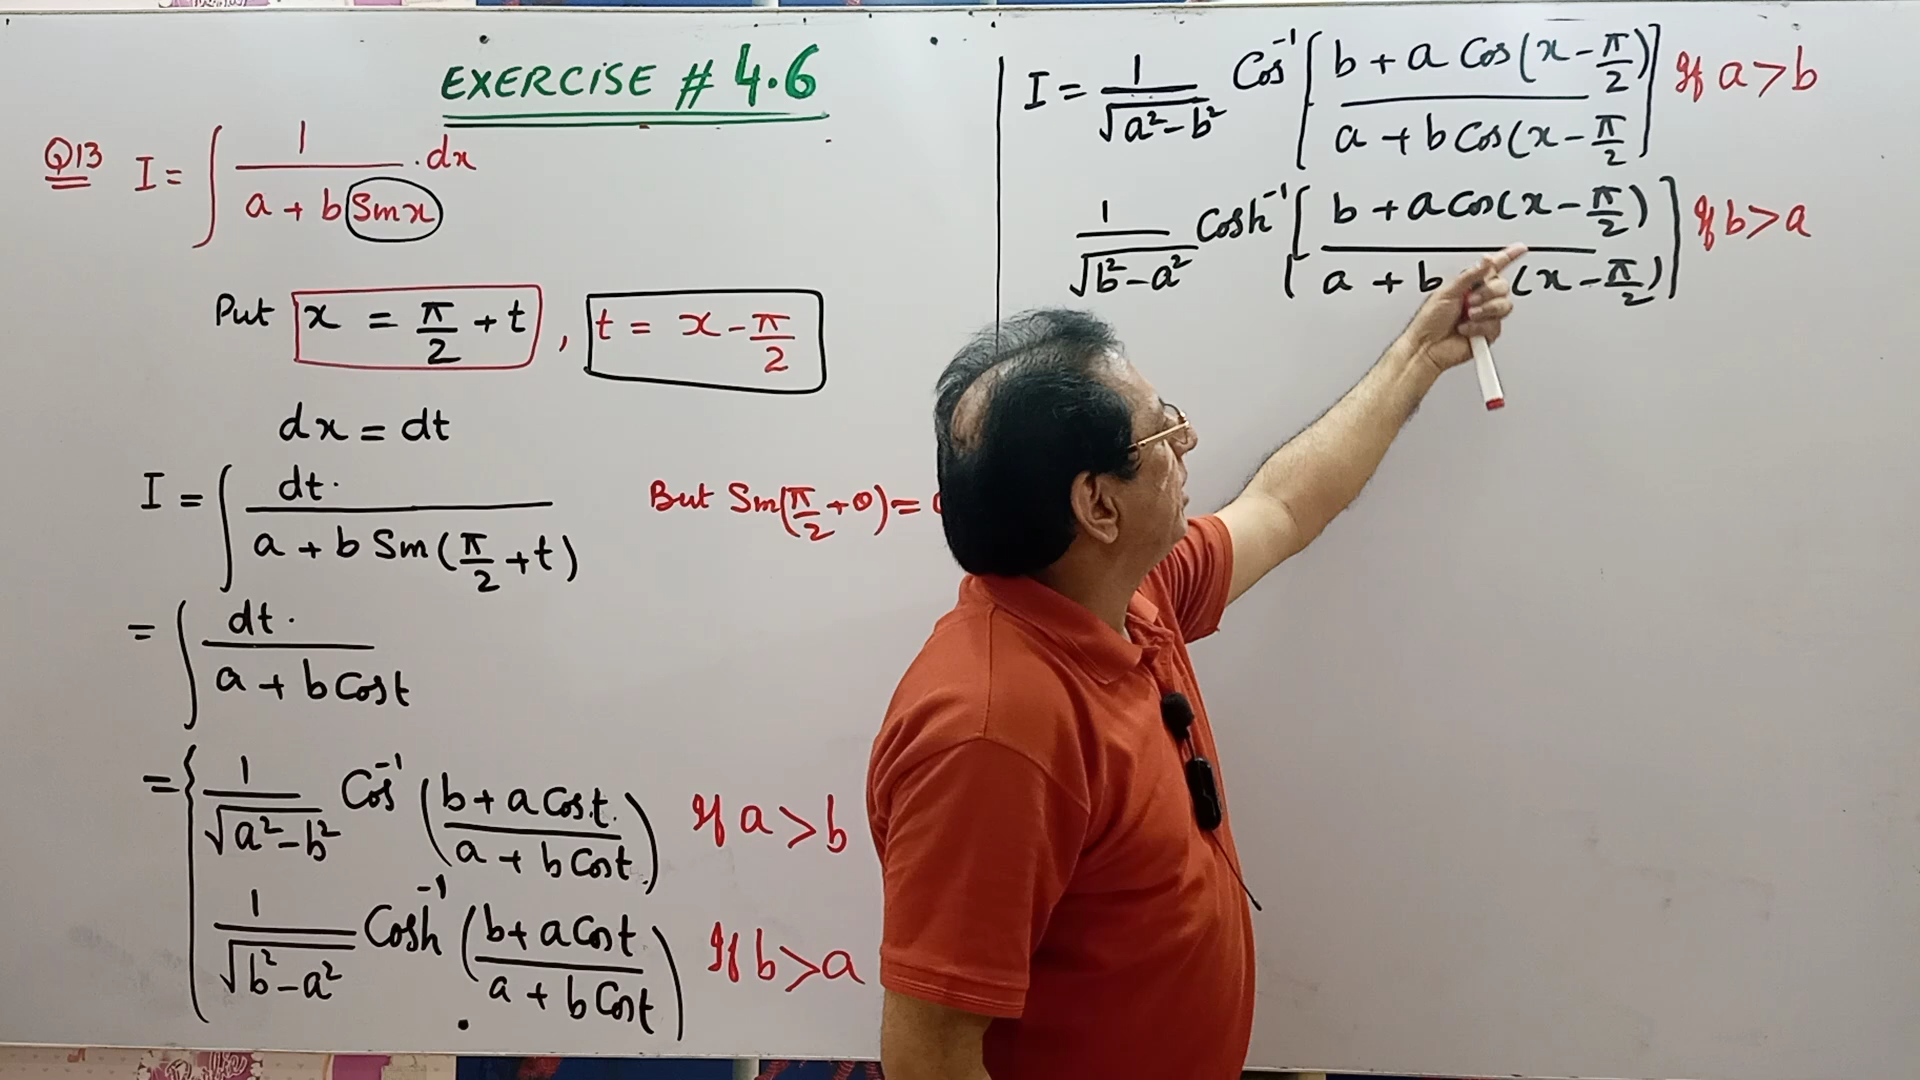 EXERCISE # 4.6
Q13 I = ∫ 1 / (a + b Sin x) . dx
Put x = π/2 + t , t = x - π/2
dx = dt
I = ∫ dt. / (a + b Sin(π/2 + t)) But Sin(π/2 + θ) =
= ∫ dt. / (a + b Cos t)
= { 1/√(a² - b²) Cos⁻¹ ( (b + a Cos t) / (a + b Cos t) ) If a > b
1/√(b² - a²) Cosh⁻¹ ( (b + a Cos t) / (a + b Cos t) ) If b > a
I = 1/√(a² - b²) Cos⁻¹ [ (b + a Cos(x - π/2)) / (a + b Cos(x - π/2) ] If a > b
1/√(b² - a²) Cosh⁻¹ [ (b + a Cos(x - π/2)) / (a + b (x - π/2)) ] If b > a